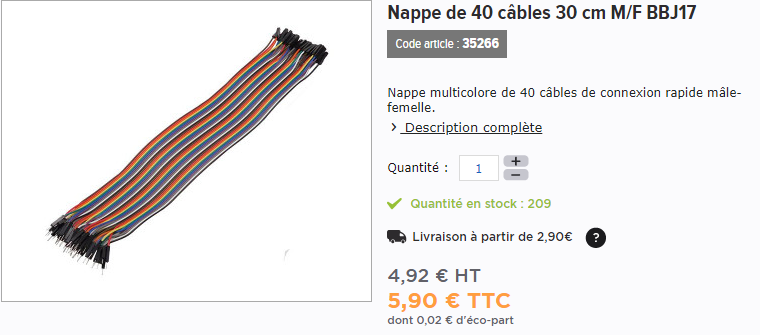 Nappe de 40 câbles 30 cm M/F BBJ17
Code article : 35266
Nappe multicolore de 40 câbles de connexion rapide mâle-
femelle.
> Description complète
Quantité :
1
+
−
Quantité en stock : 209
Livraison à partir de 2,90€
?
4,92 € HT
5,90 € TTC
dont 0,02 € d'éco-part